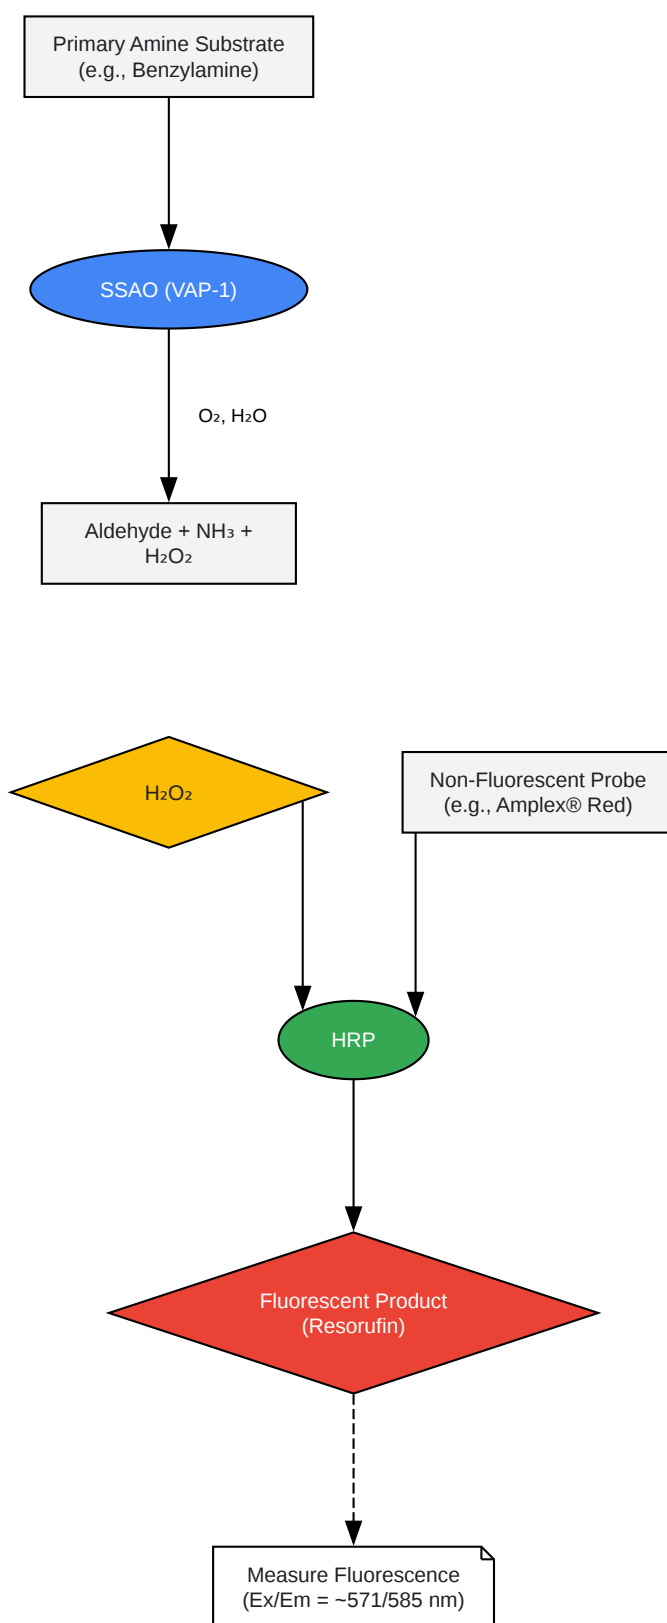 Primary Amine Substrate
(e.g., Benzylamine)
SSAO (VAP-1)
O₂, H₂O
Aldehyde + NH₃ +
H₂O₂
H₂O₂
Non-Fluorescent Probe
(e.g., Amplex® Red)
HRP
Fluorescent Product
(Resorufin)
Measure Fluorescence
(Ex/Em = ~571/585 nm)